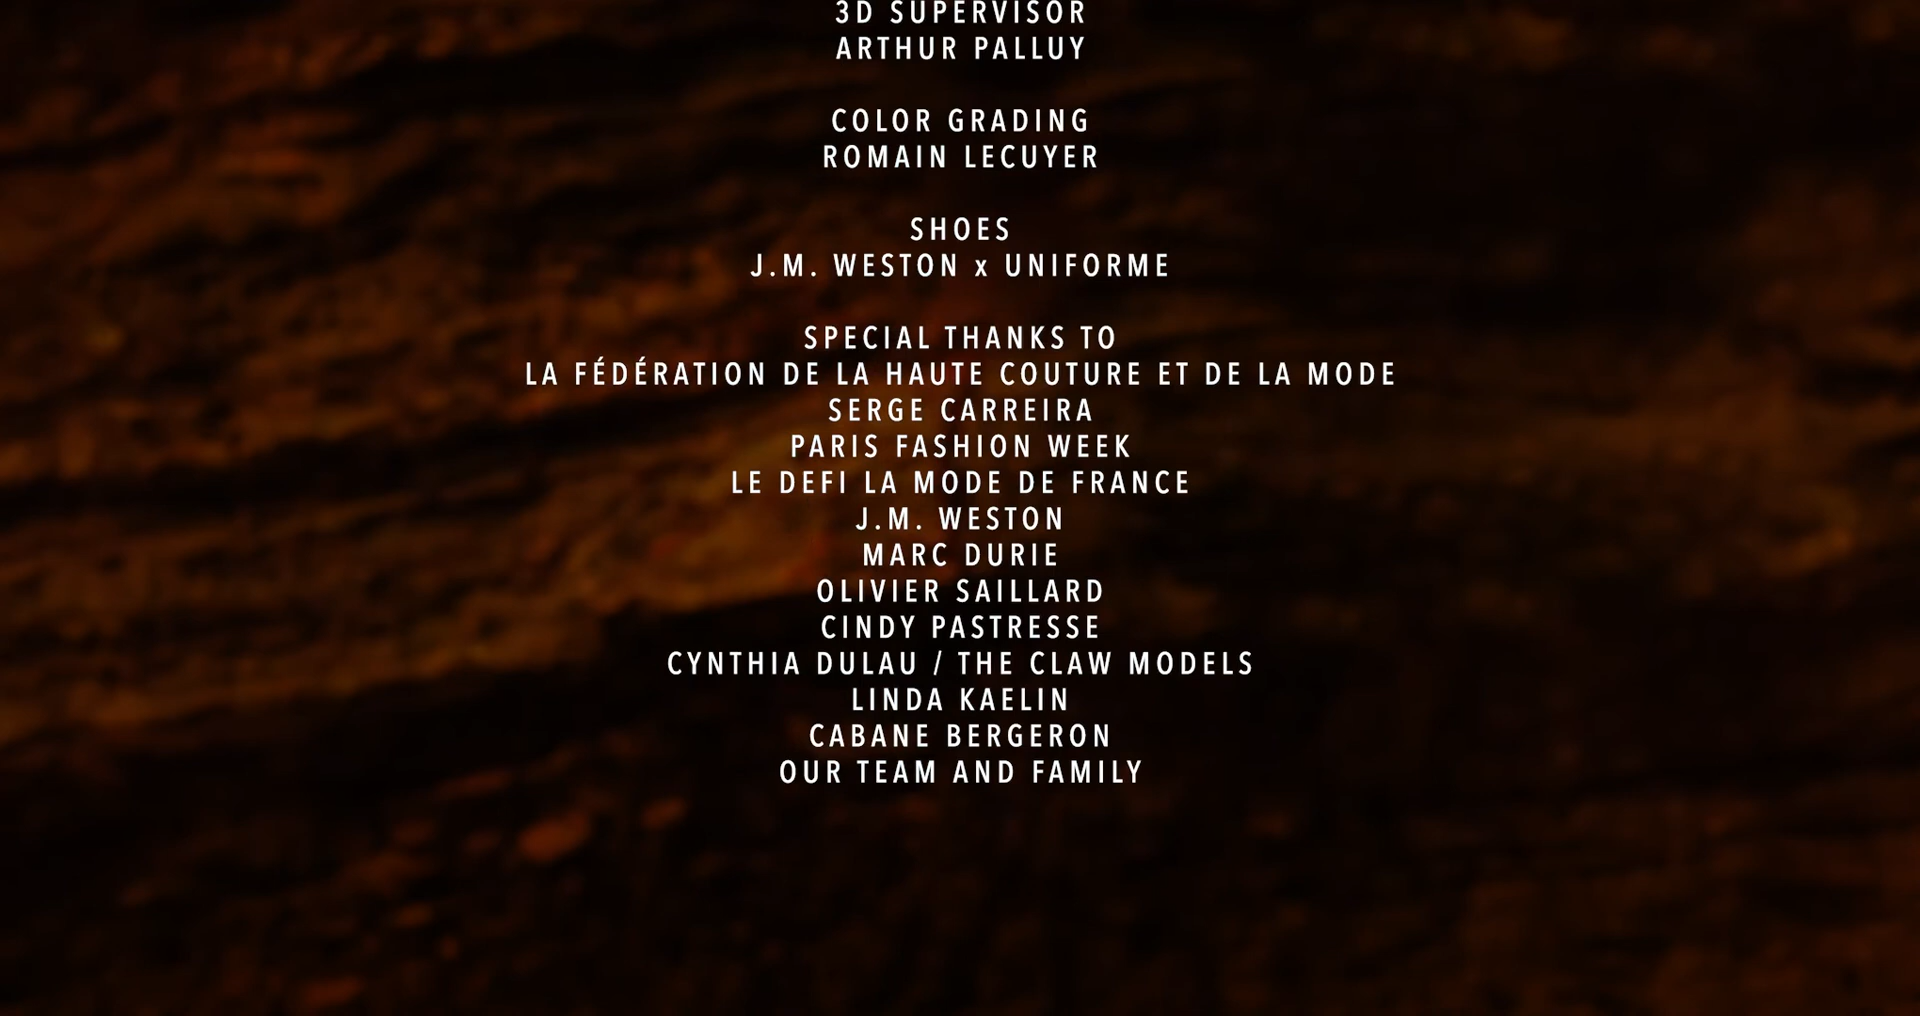 3D SUPERVISOR
ARTHUR PALLUY
COLOR GRADING
ROMAIN LECUYER
SHOES
J.M. WESTON x UNIFORME
SPECIAL THANKS TO
LA FÉDÉRATION DE LA HAUTE COUTURE ET DE LA MODE
SERGE CARREIRA
PARIS FASHION WEEK
LE DEFI LA MODE DE FRANCE
J.M. WESTON
MARC DURIE
OLIVIER SAILLARD
CINDY PASTRESSE
CYNTHIA DULAU / THE CLAW MODELS
LINDA KAELIN
CABANE BERGERON
OUR TEAM AND FAMILY